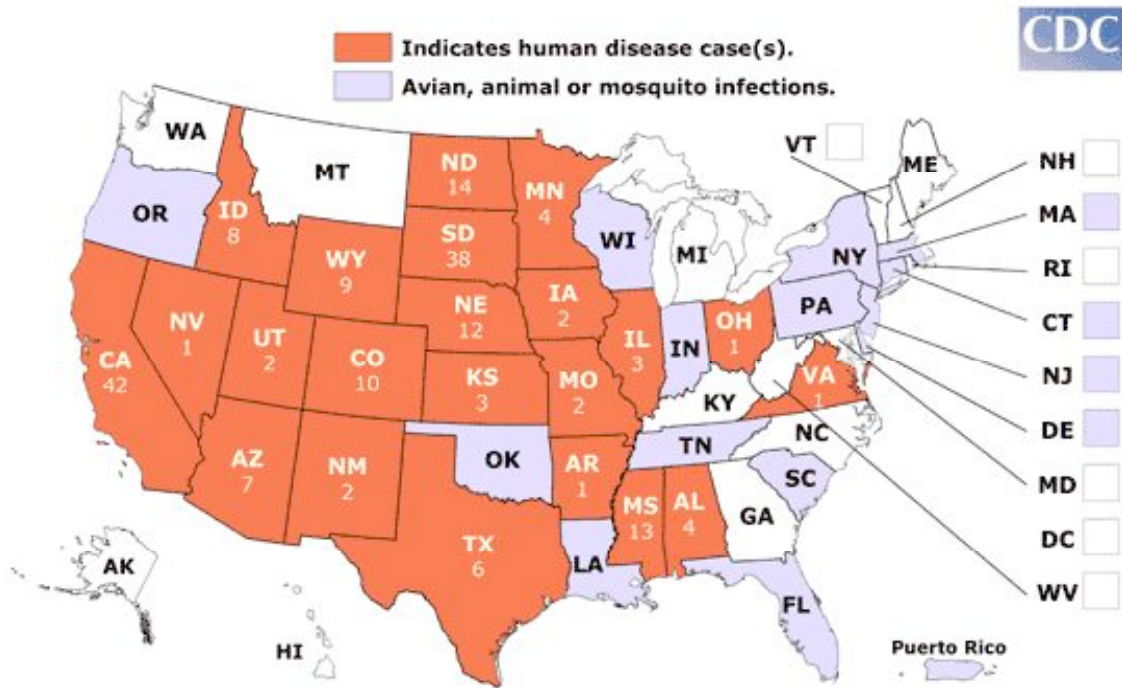 CDC
Indicates human disease case(s).
Avian, animal or mosquito infections.
WA
MT
ND
14
MN
4
VT
ME
NH
OR
ID
8
WY
9
SD
38
WI
MI
NY
MA
RI
NE
12
IA
2
PA
CT
CA
42
NV
1
UT
2
CO
10
KS
3
MO
2
IL
3
IN
OH
1
VA
1
NJ
KY
NC
DE
AZ
7
NM
2
OK
AR
1
TN
SC
MD
MS
13
AL
4
GA
DC
TX
6
LA
FL
WV
AK
HI
Puerto Rico